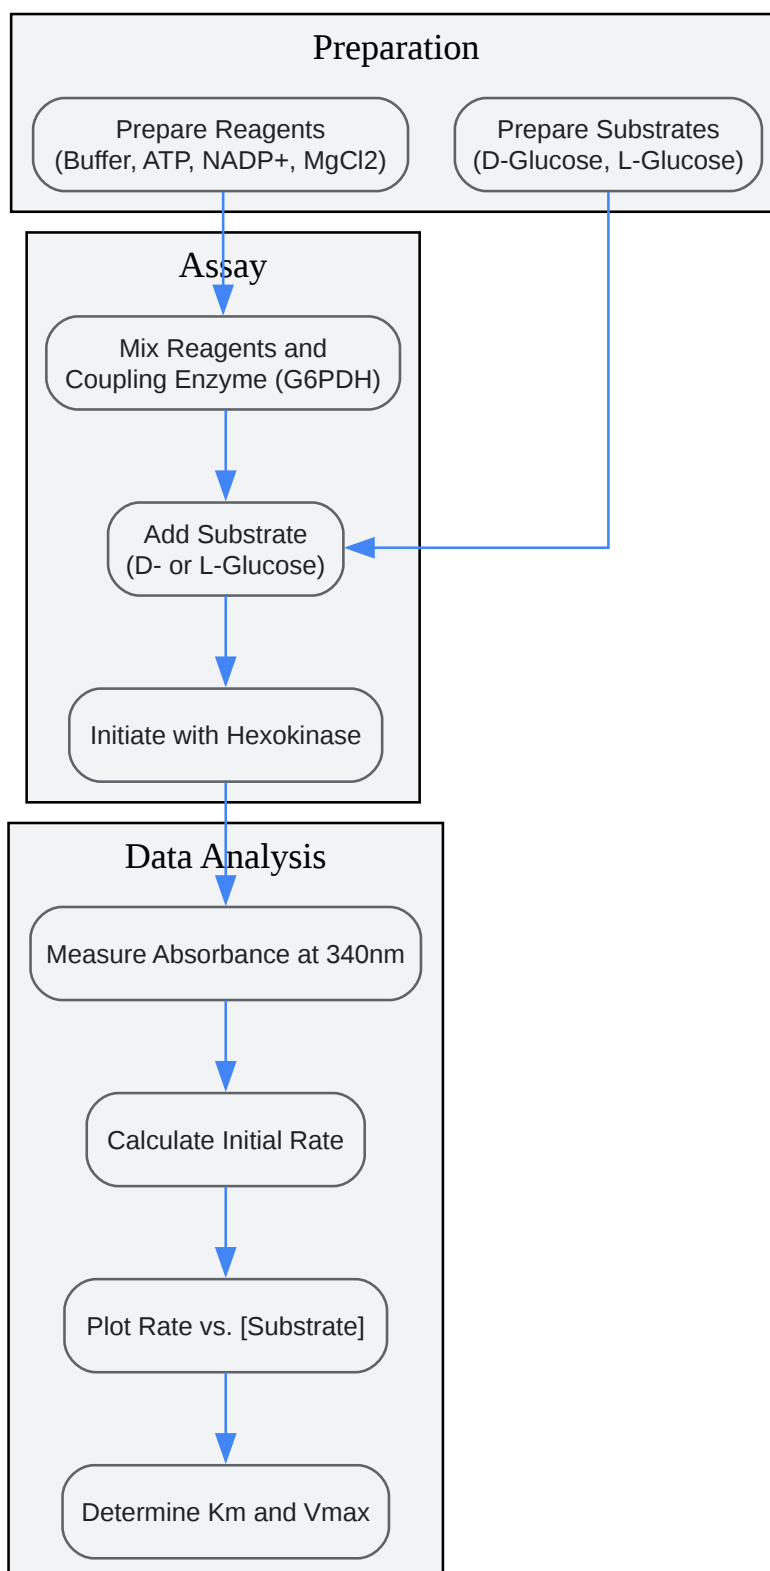 Preparation
Prepare Reagents
(Buffer, ATP, NADP+, MgCl2)
Prepare Substrates
(D-Glucose, L-Glucose)
Assay
Mix Reagents and
Coupling Enzyme (G6PDH)
Add Substrate
(D- or L-Glucose)
Initiate with Hexokinase
Data Analysis
Measure Absorbance at 340nm
Calculate Initial Rate
Plot Rate vs. [Substrate]
Determine Km and Vmax